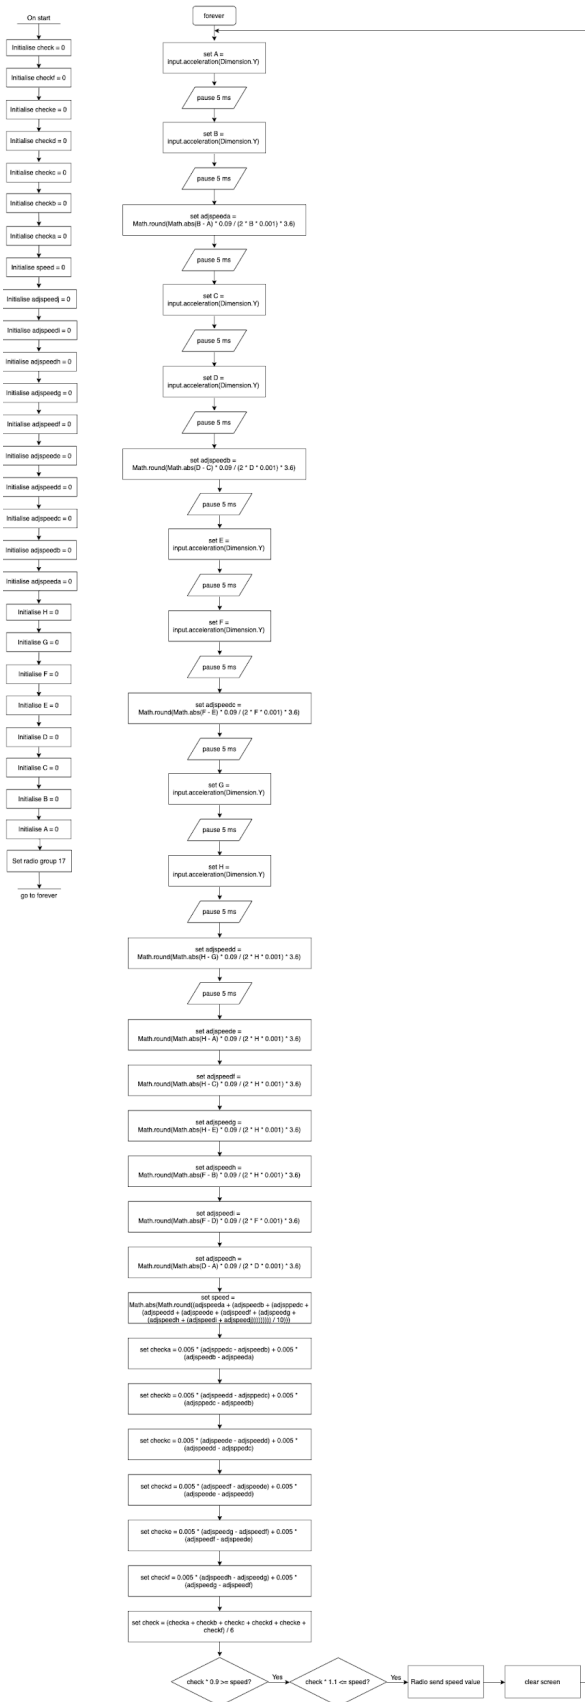 On start
Initialise check = 0
Initialise checkf = 0
Initialise checke = 0
Initialise checkd = 0
Initialise checkc = 0
Initialise checkb = 0
Initialise checka = 0
Initialise speed = 0
Initialise adjspeedj = 0
Initialise adjspeedi = 0
Initialise adjspeedh = 0
Initialise adjspeedg = 0
Initialise adjspeedf = 0
Initialise adjspeede = 0
Initialise adjspeedd = 0
Initialise adjspeedc = 0
Initialise adjspeedb = 0
Initialise adjspeeda = 0
Initialise H = 0
Initialise G = 0
Initialise F = 0
Initialise E = 0
Initialise D = 0
Initialise C = 0
Initialise B = 0
Initialise A = 0
Set radio group 17
go to forever
forever
set A =
input.acceleration(Dimension.Y)
pause 5 ms
set B =
input.acceleration(Dimension.Y)
pause 5 ms
set adjspeeda =
Math.round(Math.abs(B - A) * 0.09 / (2 * B * 0.001) * 3.6)
pause 5 ms
set C =
input.acceleration(Dimension.Y)
pause 5 ms
set D =
input.acceleration(Dimension.Y)
pause 5 ms
set adjspeedb =
Math.round(Math.abs(D - C) * 0.09 / (2 * D * 0.001) * 3.6)
pause 5 ms
set E =
input.acceleration(Dimension.Y)
pause 5 ms
set F =
input.acceleration(Dimension.Y)
pause 5 ms
set adjspeedc =
Math.round(Math.abs(F - E) * 0.09 / (2 * F * 0.001) * 3.6)
pause 5 ms
set G =
input.acceleration(Dimension.Y)
pause 5 ms
set H =
input.acceleration(Dimension.Y)
pause 5 ms
set adjspeedd =
Math.round(Math.abs(H - G) * 0.09 / (2 * H * 0.001) * 3.6)
pause 5 ms
set adjspeede =
Math.round(Math.abs(H - A) * 0.09 / (2 * H * 0.001) * 3.6)
set adjspeedf =
Math.round(Math.abs(H - C) * 0.09 / (2 * H * 0.001) * 3.6)
set adjspeedg =
Math.round(Math.abs(H - E) * 0.09 / (2 * H * 0.001) * 3.6)
set adjspeedh =
Math.round(Math.abs(F - B) * 0.09 / (2 * H * 0.001) * 3.6)
set adjspeedi =
Math.round(Math.abs(F - D) * 0.09 / (2 * F * 0.001) * 3.6)
set adjspeedh =
Math.round(Math.abs(D - A) * 0.09 / (2 * D * 0.001) * 3.6)
set speed =
Math.abs(Math.round((adjspeeda + (adjspeedb + (adjsppedc +
(adjspeedd + (adjspeede + (adjspeedf + (adjspeedg +
(adjspeedh + (adjspeedi + adjspeedj))))))))) / 10)))
set checka = 0.005 * (adjsppedc - adjspeedb) + 0.005 *
(adjspeedb - adjspeeda)
set checkb = 0.005 * (adjspeedd - adjsppedc) + 0.005 *
(adjsppedc - adjspeedb)
set checkc = 0.005 * (adjspeede - adjspeedd) + 0.005 *
(adjspeedd - adjsppedc)
set checkd = 0.005 * (adjspeedf - adjspeede) + 0.005 *
(adjspeede - adjspeedd)
set checke = 0.005 * (adjspeedg - adjspeedf) + 0.005 *
(adjspeedf - adjspeede)
set checkf = 0.005 * (adjspeedh - adjspeedg) + 0.005 *
(adjspeedg - adjspeedf)
set check = (checka + checkb + checkc + checkd + checke +
checkf) / 6
check * 0.9 >= speed?
Yes
check * 1.1 <= speed?
Yes
Radio send speed value
clear screen